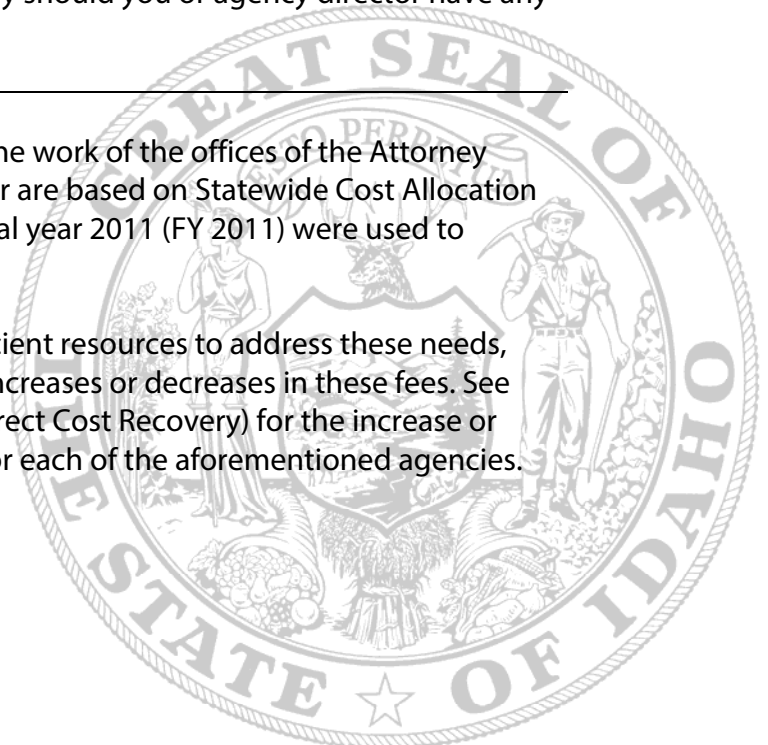 y should you or agency director have any
GREAT SEAL OF
ESTO PERPETUA
he work of the offices of the Attorney
r are based on Statewide Cost Allocation
al year 2011 (FY 2011) were used to
cient resources to address these needs,
ncreases or decreases in these fees. See
rect Cost Recovery) for the increase or
or each of the aforementioned agencies.
THE STATE OF IDAHO